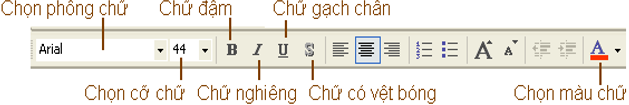 Chọn phông chữ
Chữ đậm
Chữ gạch chân
Arial
44
B
I
U
S
A
A
A
Chọn cỡ chữ
Chữ nghiêng
Chữ có vệt bóng
Chọn màu chữ